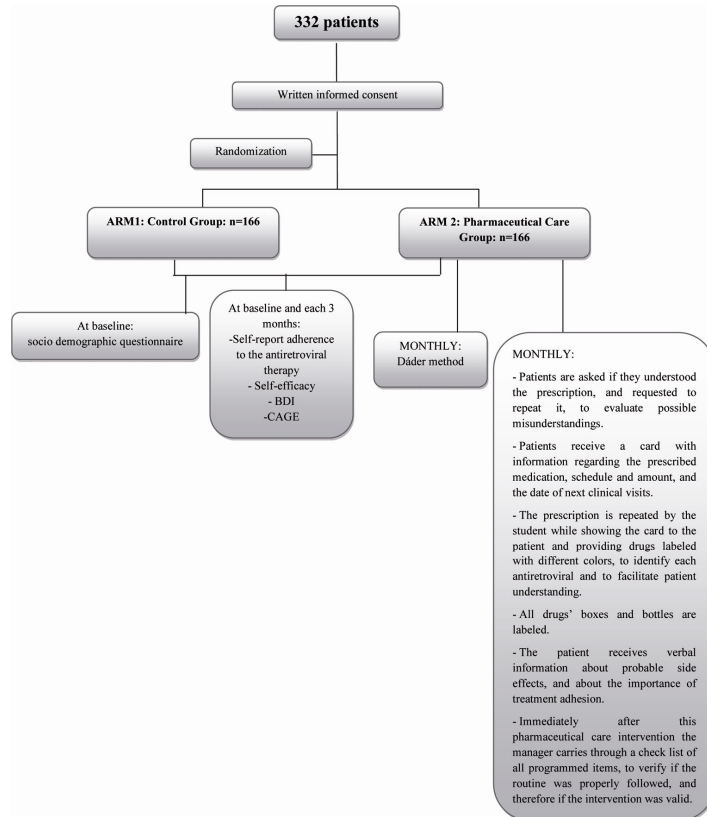 332 patients
Written informed consent
Randomization
ARM1: Control Group: n=166
ARM 2: Pharmaceutical Care
Group: n=166
At baseline:
socio demographic questionnaire
At baseline and each 3
months:
-Self-report adherence
to the antiretroviral
therapy
- Self-efficacy
- BDI
-CAGE
MONTHLY:
Dáder method
MONTHLY:
- Patients are asked if they understood
the prescription, and requested to
repeat it, to evaluate possible
misunderstandings.
- Patients receive a card with
information regarding the prescribed
medication, schedule and amount, and
the date of next clinical visits.
- The prescription is repeated by the
student while showing the card to the
patient and providing drugs labeled
with different colors, to identify each
antiretroviral and to facilitate patient
understanding.
- All drugs' boxes and bottles are
labeled.
- The patient receives verbal
information about probable side
effects, and about the importance of
treatment adhesion.
- Immediately after this
pharmaceutical care intervention the
manager carries through a check list of
all programmed items, to verify if the
routine was properly followed, and
therefore if the intervention was valid.